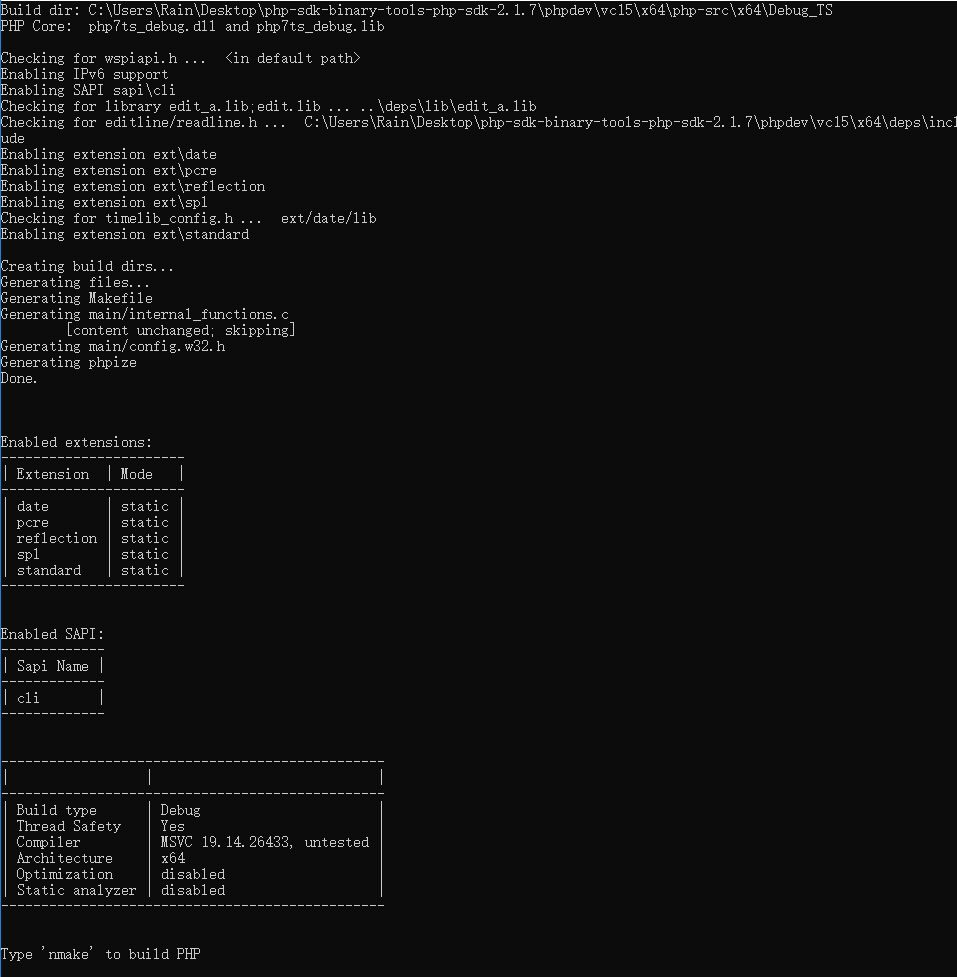 Build dir: C:\Users\Rain\Desktop\php-sdk-binary-tools-php-sdk-2.1.7\phpdev\vc15\x64\php-src\x64\Debug_TS
PHP Core:  php7ts_debug.dll and php7ts_debug.lib
Checking for wspiapi.h ...  <in default path>
Enabling IPv6 support
Enabling SAPI sapi\cli
Checking for library edit_a.lib;edit.lib ... ..\deps\lib\edit_a.lib
Checking for editline/readline.h ...  C:\Users\Rain\Desktop\php-sdk-binary-tools-php-sdk-2.1.7\phpdev\vc15\x64\deps\incl
ude
Enabling extension ext\date
Enabling extension ext\pcre
Enabling extension ext\reflection
Enabling extension ext\spl
Checking for timelib_config.h ...  ext/date/lib
Enabling extension ext\standard
Creating build dirs...
Generating files...
Generating Makefile
Generating main/internal_functions.c
        [content unchanged; skipping]
Generating main/config.w32.h
Generating phpize
Done.
Enabled extensions:
-----------------------
| Extension  | Mode   |
-----------------------
| date       | static |
| pcre       | static |
| reflection | static |
| spl        | static |
| standard   | static |
-----------------------
Enabled SAPI:
-------------
| Sapi Name |
-------------
| cli       |
-------------
------------------------------------------------
|                 |                            |
------------------------------------------------
| Build type      | Debug                      |
| Thread Safety   | Yes                        |
| Compiler        | MSVC 19.14.26433, untested |
| Architecture    | x64                        |
| Optimization    | disabled                   |
| Static analyzer | disabled                   |
------------------------------------------------
Type 'nmake' to build PHP